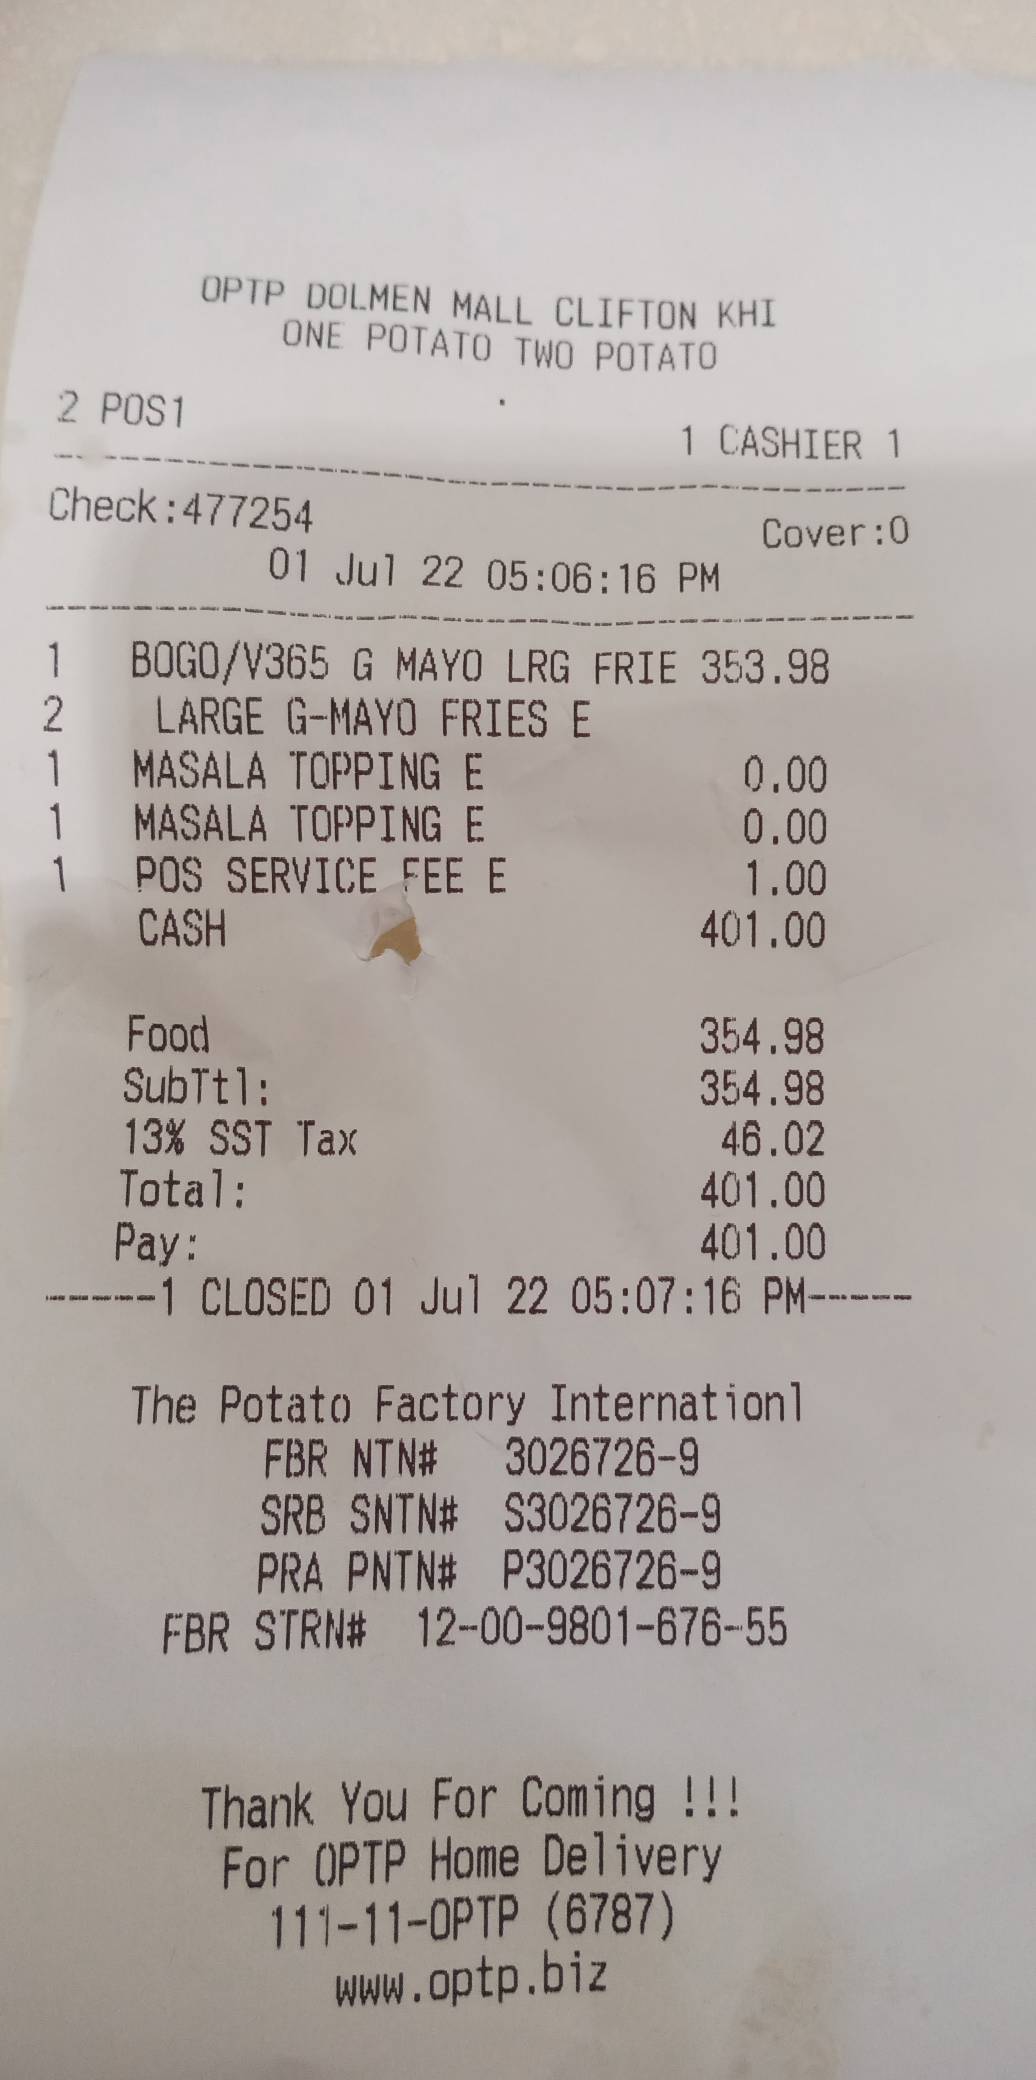 OPTP DOLMEN MALL CLIFTON KHI
ONE POTATO TWO POTATO
2 POS1 1 CASHIER 1
Check:477254 Cover:0
01 Jul 22 05:06:16 PM
1 BOGO/V365 G MAYO LRG FRIE 353.98
2 LARGE G-MAYO FRIES E
1 MASALA TOPPING E 0.00
1 MASALA TOPPING E 0.00
1 POS SERVICE FEE E 1.00
CASH 401.00
Food 354.98
SubTtl: 354.98
13% SST Tax 46.02
Total: 401.00
Pay: 401.00
------1 CLOSED 01 Jul 22 05:07:16 PM------
The Potato Factory Internationl
FBR NTN# 3026726-9
SRB SNTN# S3026726-9
PRA PNTN# P3026726-9
FBR STRN# 12-00-9801-676-55
Thank You For Coming !!!
For OPTP Home Delivery
111-11-OPTP (6787)
www.optp.biz